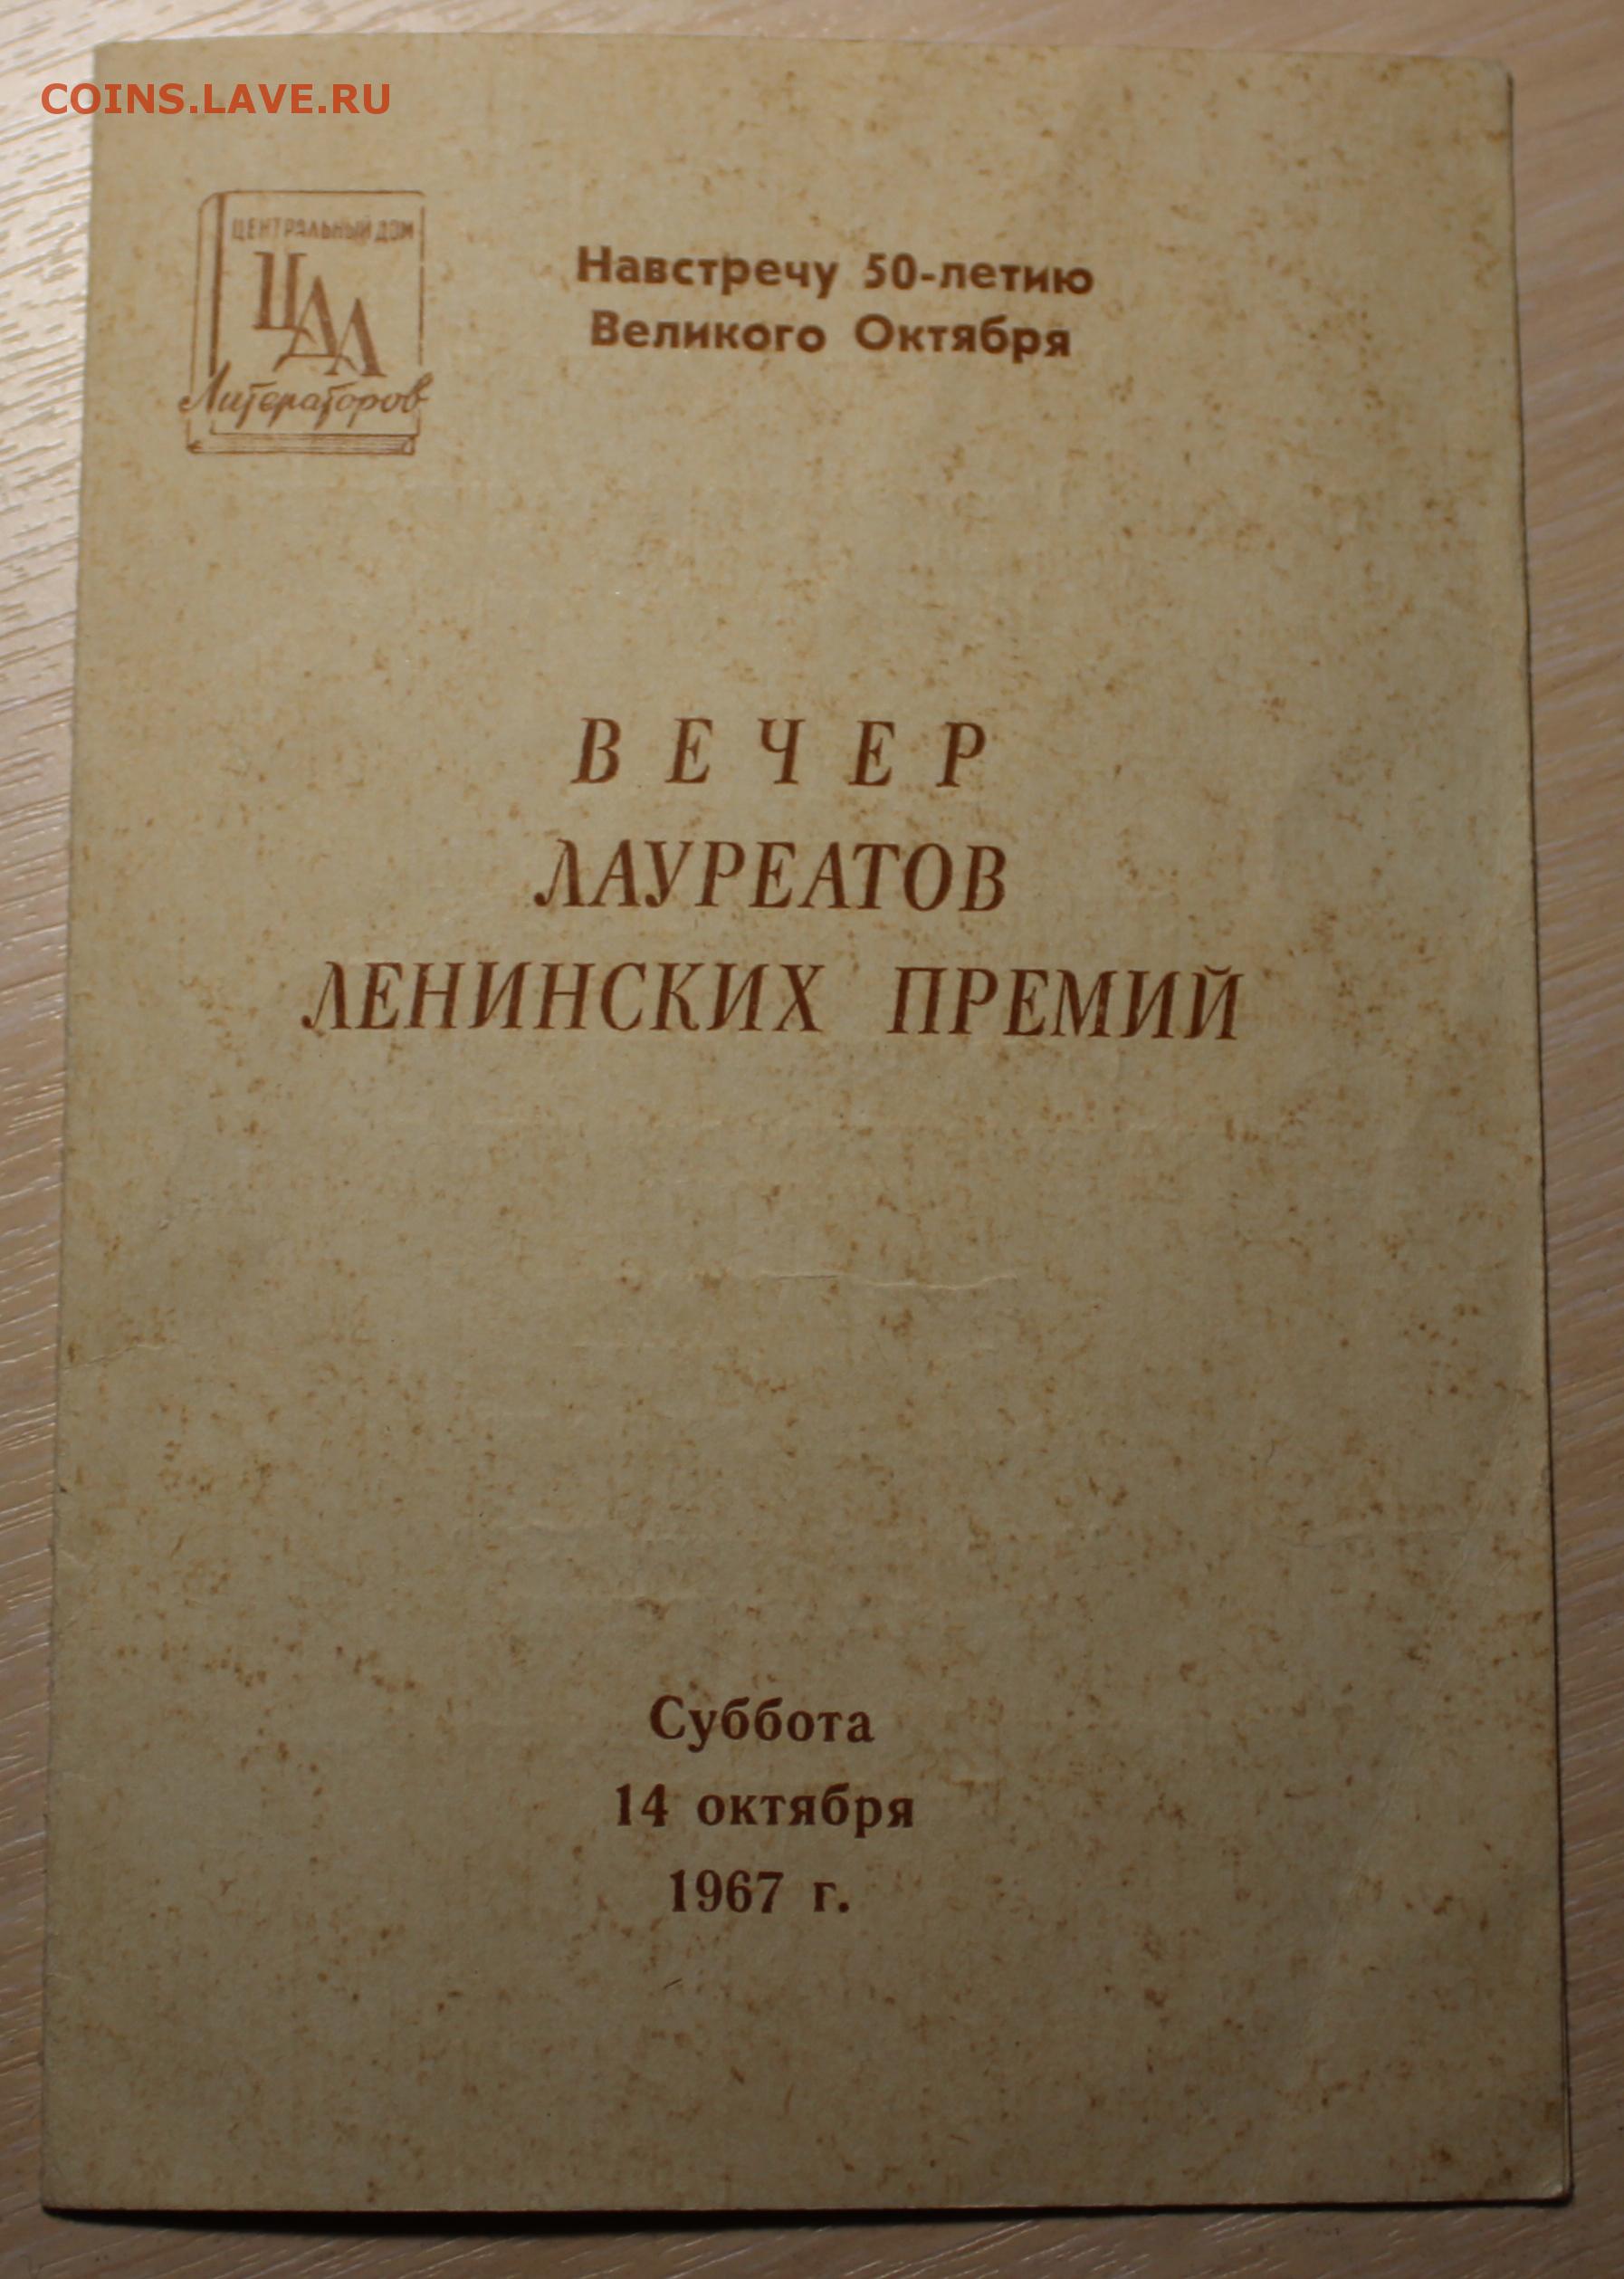 COINS.LAVE.RU
ЦЕНТРАЛЬНЫЙ ДОМ
ЦДЛ
Литераторов
Навстречу 50-летию
Великого Октября
ВЕЧЕР
ЛАУРЕАТОВ
ЛЕНИНСКИХ ПРЕМИЙ
Суббота
14 октября
1967 г.